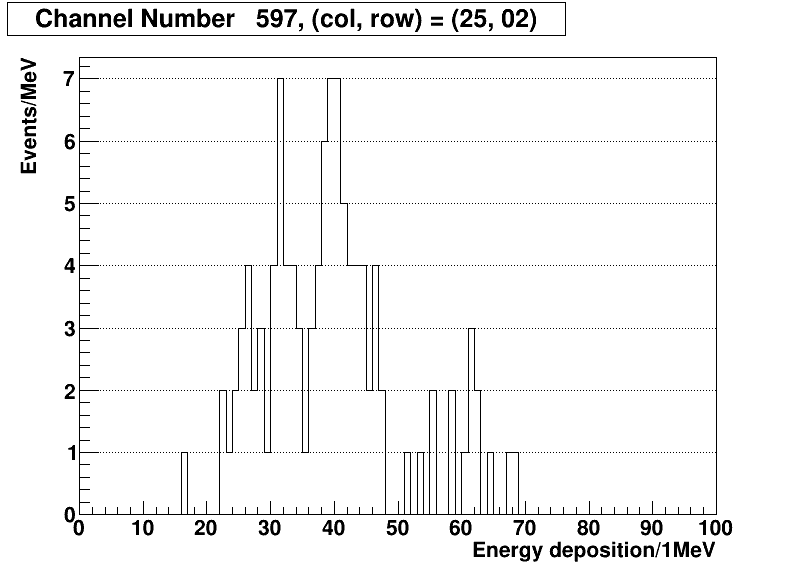 Channel Number   597, (col, row) = (25, 02)
Events/MeV
7
6
5
4
3
2
1
0
0 10 20 30 40 50 60 70 80 90 100
Energy deposition/1MeV